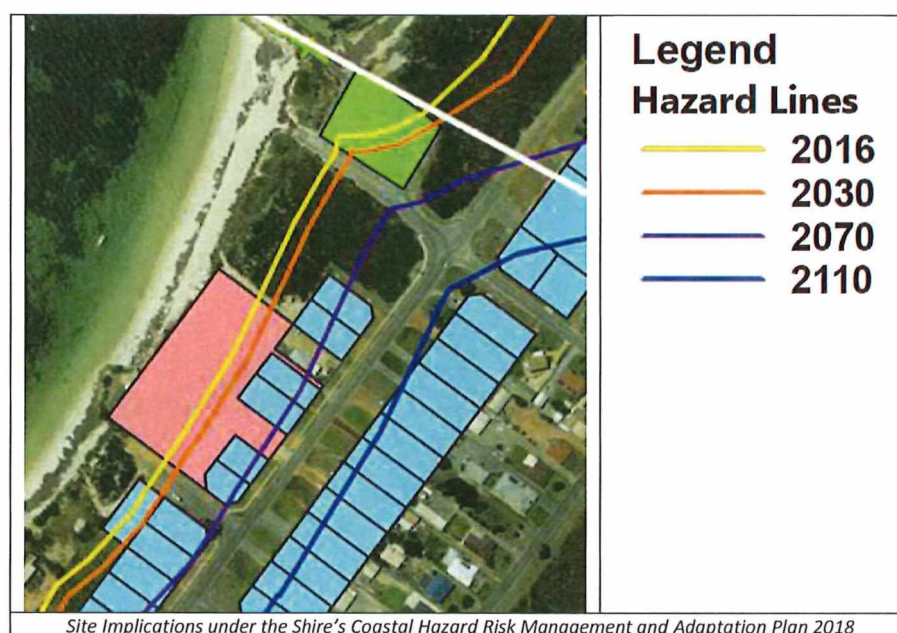 Legend
Hazard Lines
2016
2030
2070
2110
Site Implications under the Shire's Coastal Hazard Risk Management and Adaptation Plan 2018